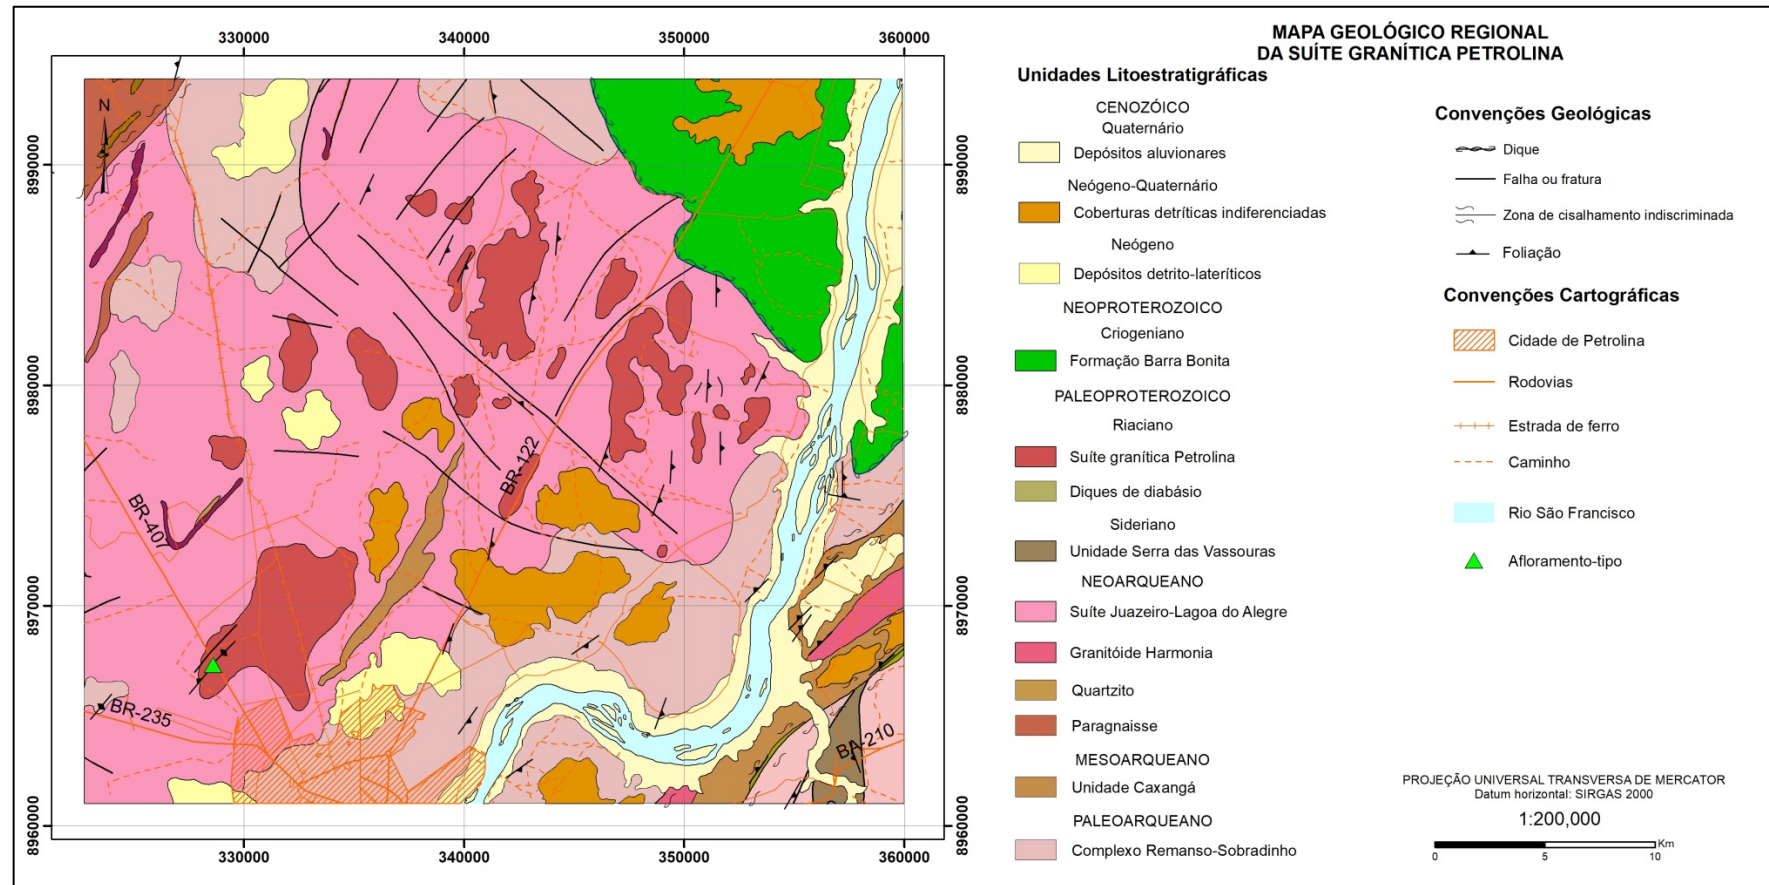 MAPA GEOLÓGICO REGIONAL
DA SUÍTE GRANÍTICA PETROLINA
330000
340000
350000
360000
8990000
8980000
8970000
8960000
N
BR-122
BR-407
BR-235
BA-210
8990000
8980000
8970000
8960000
330000
340000
350000
360000
Unidades Litoestratigráficas
CENOZÓICO
Quaternário
Depósitos aluvionares
Neógeno-Quaternário
Coberturas detríticas indiferenciadas
Neógeno
Depósitos detrito-lateríticos
NEOPROTEROZOICO
Criogeniano
Formação Barra Bonita
PALEOPROTEROZOICO
Riaciano
Suíte granítica Petrolina
Diques de diabásio
Sideriano
Unidade Serra das Vassouras
NEOARQUEANO
Suíte Juazeiro-Lagoa do Alegre
Granitóide Harmonia
Quartzito
Paragnaisse
MESOARQUEANO
Unidade Caxangá
PALEOARQUEANO
Complexo Remanso-Sobradinho
Convenções Geológicas
Dique
Falha ou fratura
Zona de cisalhamento indiscriminada
Foliação
Convenções Cartográficas
Cidade de Petrolina
Rodovias
Estrada de ferro
Caminho
Rio São Francisco
Afloramento-tipo
PROJEÇÃO UNIVERSAL TRANSVERSA DE MERCATOR
Datum horizontal: SIRGAS 2000
1:200,000
Km
0 5 10